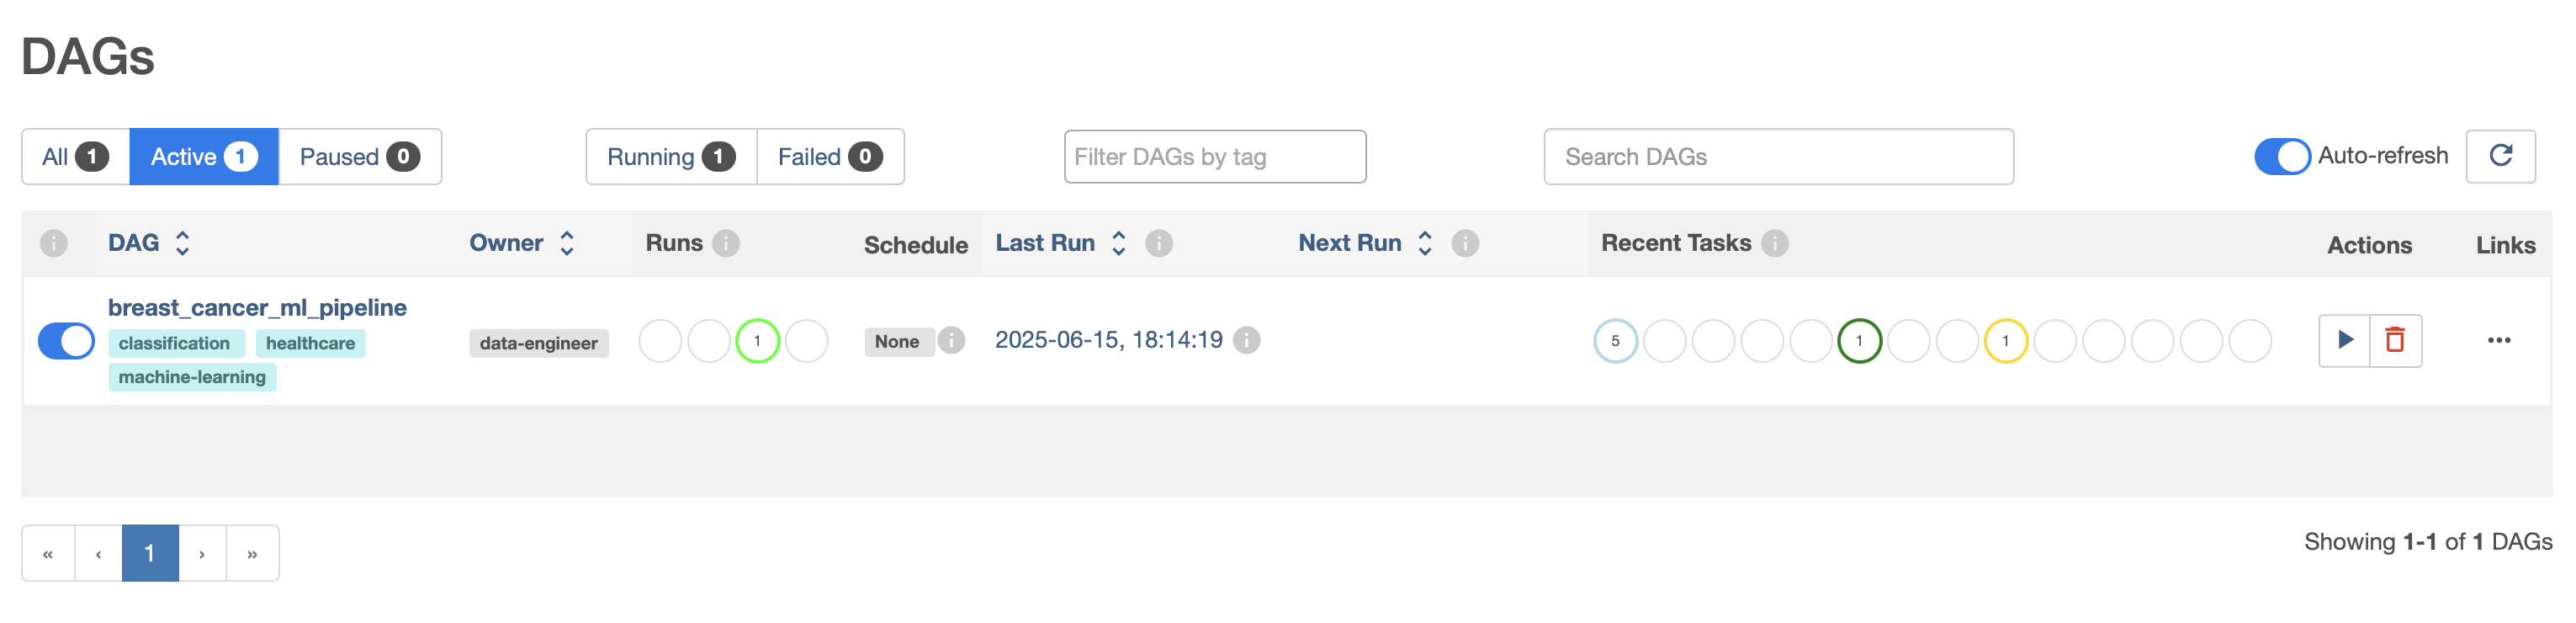 DAGs
All 1 Active 1 Paused 0 Running 1 Failed 0 Filter DAGs by tag Search DAGs Auto-refresh
i DAG Owner Runs i Schedule Last Run i Next Run i Recent Tasks i Actions Links
breast_cancer_ml_pipeline
classification healthcare
machine-learning
data-engineer 1 None i 2025-06-15, 18:14:19 i 5 1 1 ...
« ‹ 1 › »
Showing 1-1 of 1 DAGs